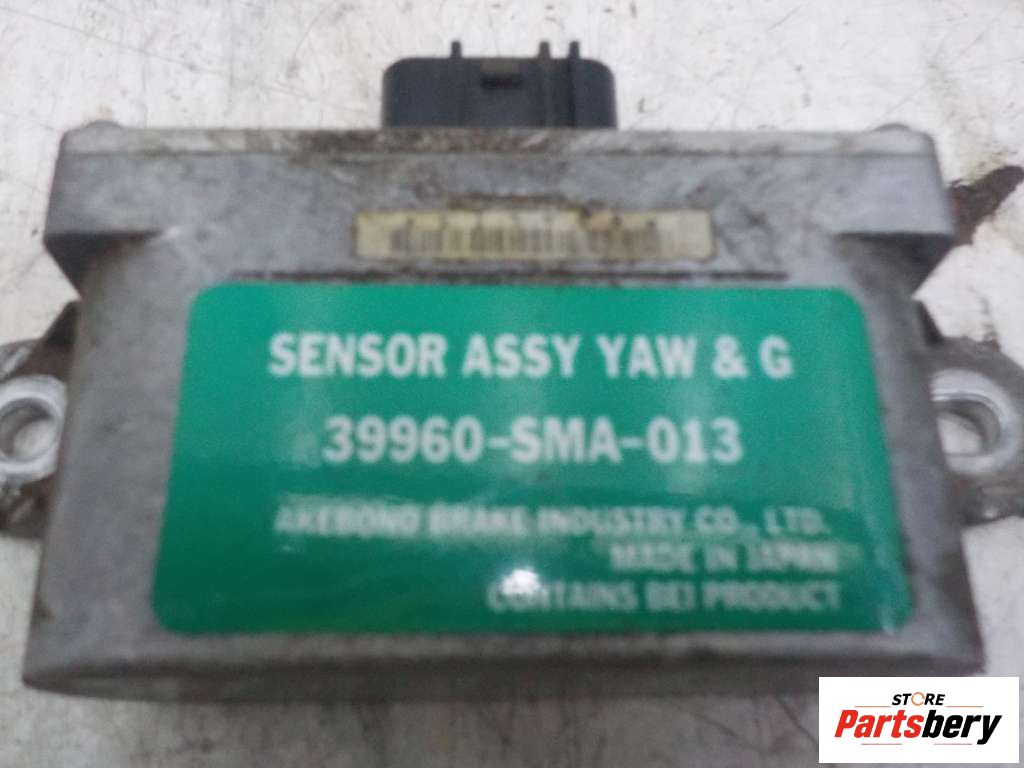 SENSOR ASSY YAW & G
39960-SMA-013
AKEBONO BRAKE INDUSTRY CO., LTD.
MADE IN JAPAN
CONTAINS BEI PRODUCT
STORE
Partsbery